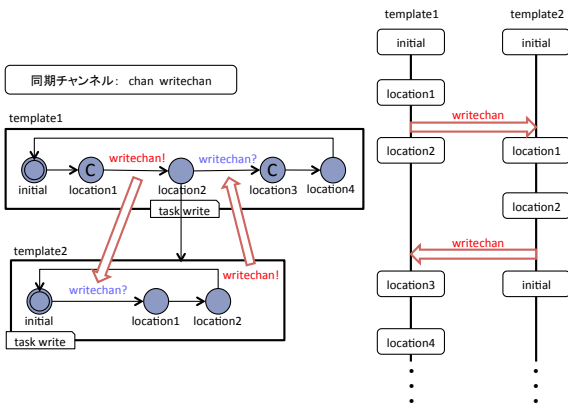 同期チャンネル： chan writechan
template1
writechan!
writechan?
C
C
initial
location1
location2
location3
location4
task write
template2
writechan?
writechan!
initial
location1
location2
task write
template1
template2
initial
initial
location1
writechan
location2
location1
location2
writechan
location3
initial
location4